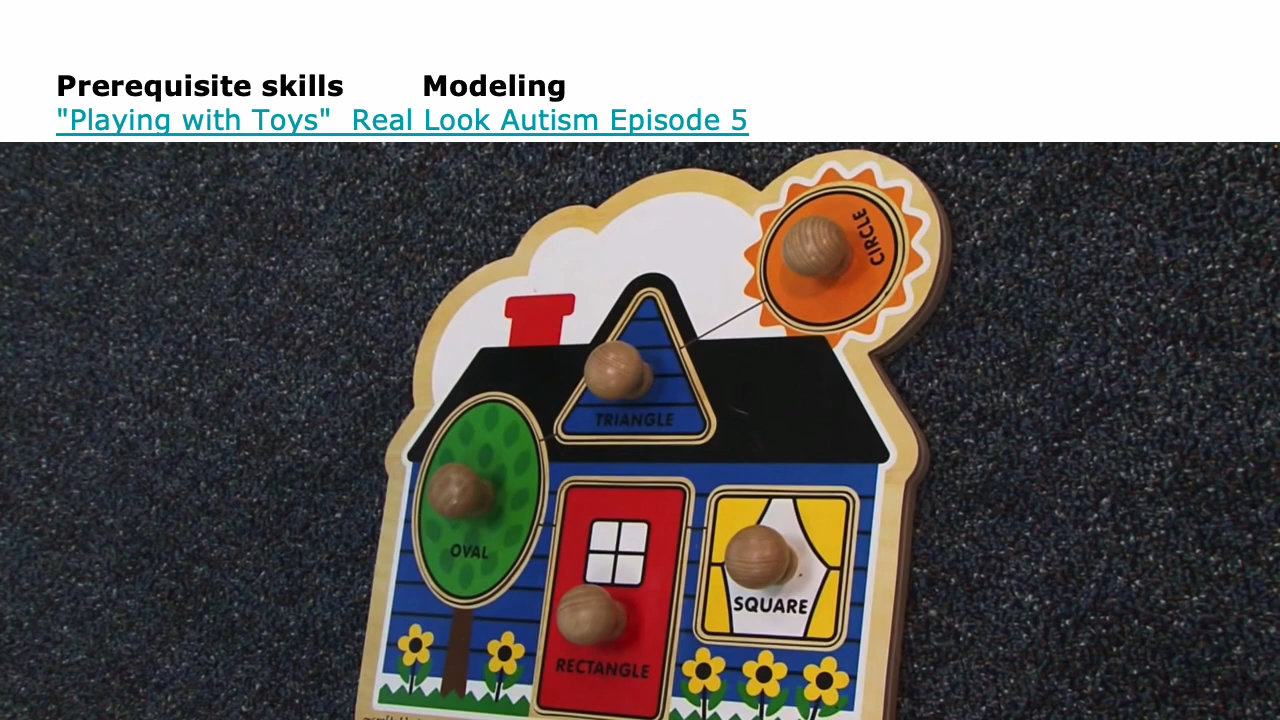 Prerequisite skills Modeling
"Playing with Toys" Real Look Autism Episode 5
CIRCLE
TRIANGLE
OVAL
SQUARE
RECTANGLE